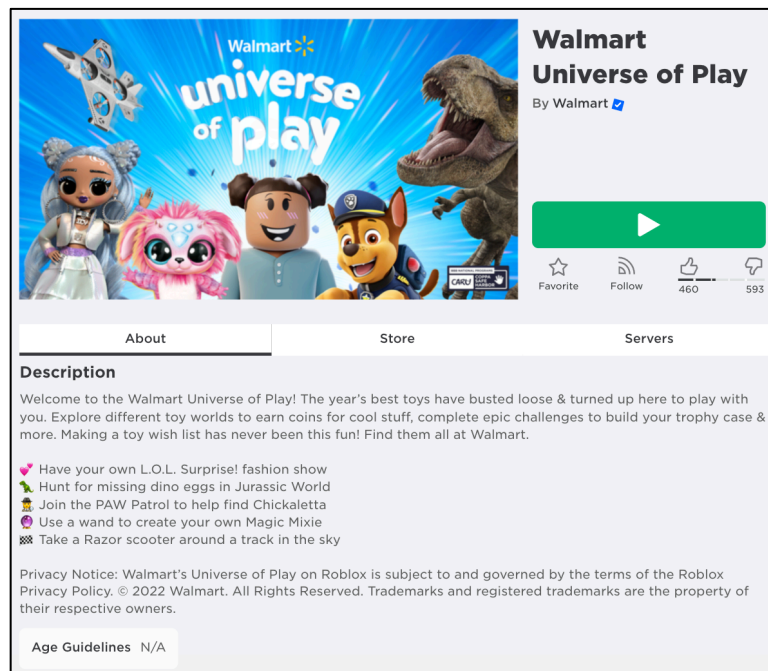 Walmart
universe
of play
CARU
COPPA
SAFE
HARBOR
Walmart
Universe of Play
By Walmart
Favorite
Follow
460
593
About
Store
Servers
Description
Welcome to the Walmart Universe of Play! The year's best toys have busted loose & turned up here to play with
you. Explore different toy worlds to earn coins for cool stuff, complete epic challenges to build your trophy case &
more. Making a toy wish list has never been this fun! Find them all at Walmart.
💕 Have your own L.O.L. Surprise! fashion show
🦖 Hunt for missing dino eggs in Jurassic World
🕵 Join the PAW Patrol to help find Chickaletta
🔮 Use a wand to create your own Magic Mixie
🏁 Take a Razor scooter around a track in the sky
Privacy Notice: Walmart's Universe of Play on Roblox is subject to and governed by the terms of the Roblox
Privacy Policy. © 2022 Walmart. All Rights Reserved. Trademarks and registered trademarks are the property of
their respective owners.
Age Guidelines N/A